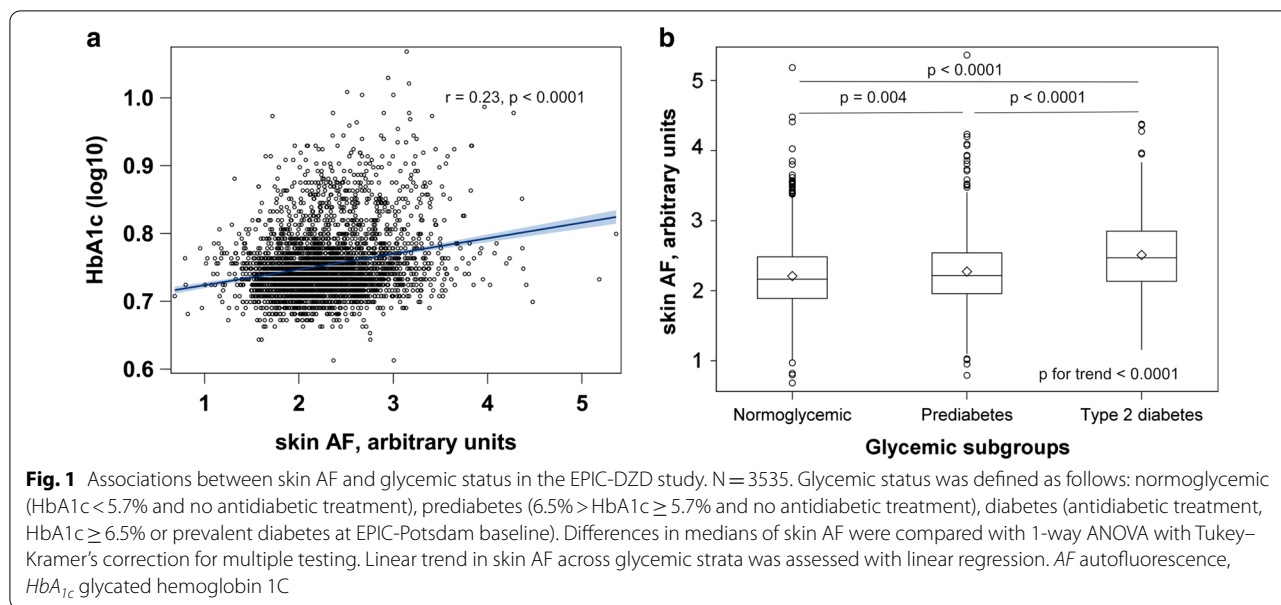 a
HbA1c (log10)
1.0
0.9
0.8
0.7
0.6
r = 0.23, p < 0.0001
1 2 3 4 5
skin AF, arbitrary units
b
skin AF, arbitrary units
5
4
3
2
1
p < 0.0001
p = 0.004 p < 0.0001
p for trend < 0.0001
Normoglycemic Prediabetes Type 2 diabetes
Glycemic subgroups
Fig. 1 Associations between skin AF and glycemic status in the EPIC-DZD study. N = 3535. Glycemic status was defined as follows: normoglycemic
(HbA1c < 5.7% and no antidiabetic treatment), prediabetes (6.5% > HbA1c ≥ 5.7% and no antidiabetic treatment), diabetes (antidiabetic treatment,
HbA1c ≥ 6.5% or prevalent diabetes at EPIC-Potsdam baseline). Differences in medians of skin AF were compared with 1-way ANOVA with Tukey–
Kramer's correction for multiple testing. Linear trend in skin AF across glycemic strata was assessed with linear regression. AF autofluorescence,
HbA1c glycated hemoglobin 1C